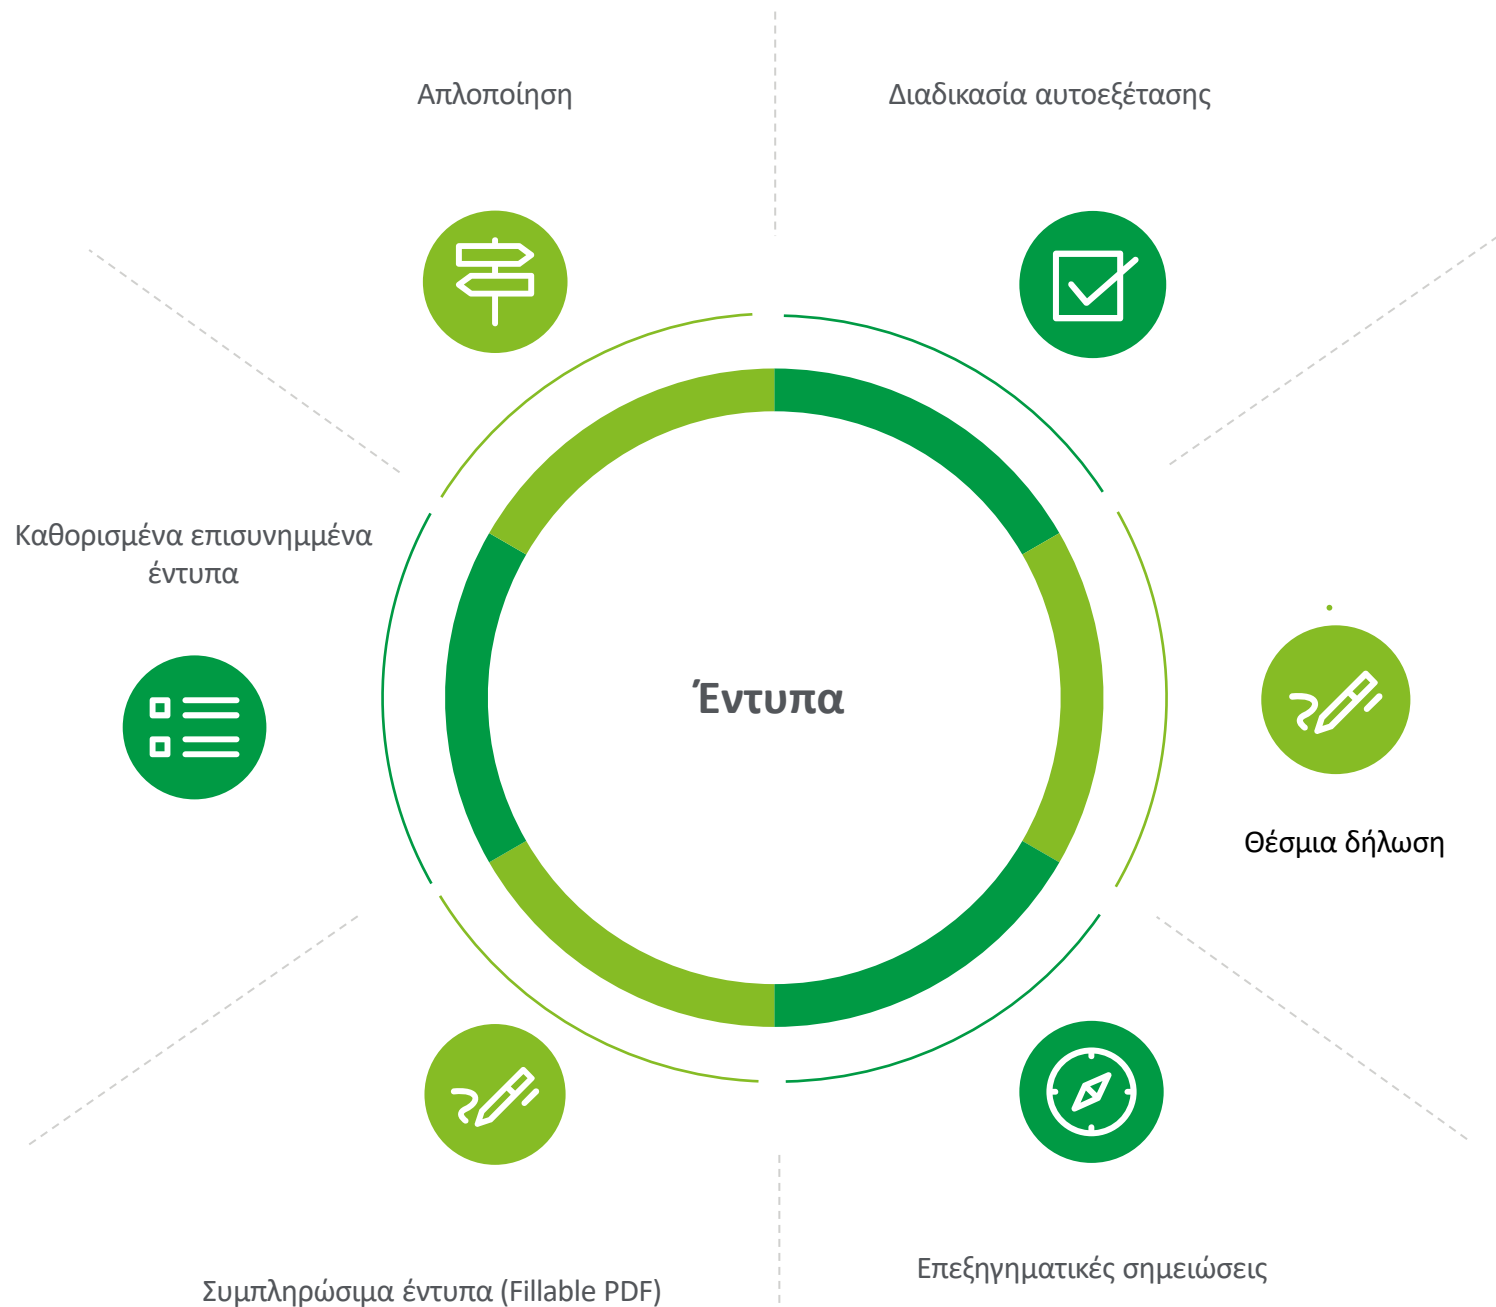 Απλοποίηση
Διαδικασία αυτοεξέτασης
Καθορισμένα επισυνημμένα
έντυπα
Έντυπα
Θέσμια δήλωση
Επεξηγηματικές σημειώσεις
Συμπληρώσιμα έντυπα (Fillable PDF)